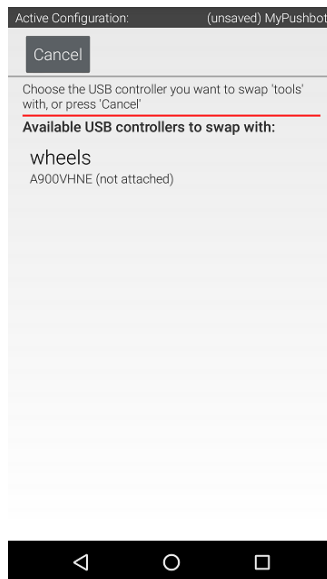 Active Configuration: (unsaved) MyPushbot
Cancel
Choose the USB controller you want to swap 'tools'
with, or press 'Cancel'
Available USB controllers to swap with:
wheels
A900VHNE (not attached)